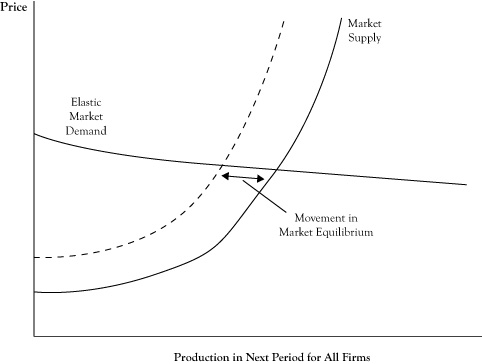 Price
Market
Supply
Elastic
Market
Demand
Movement in
Market Equilibrium
Production in Next Period for All Firms